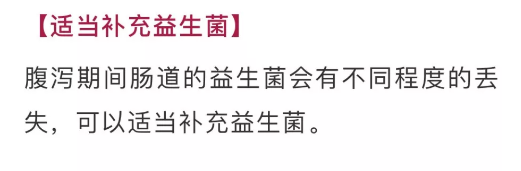 【适当补充益生菌】
腹泻期间肠道的益生菌会有不同程度的丢
失，可以适当补充益生菌。